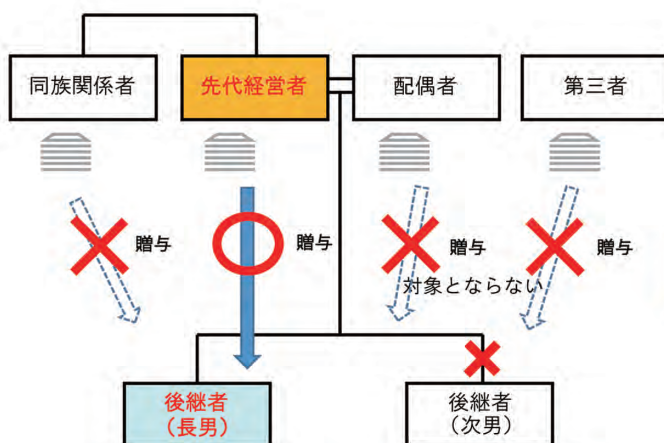 同族関係者
先代経営者
配偶者
第三者
贈与
贈与
贈与
贈与
対象とならない
後継者
（長男）
後継者
（次男）